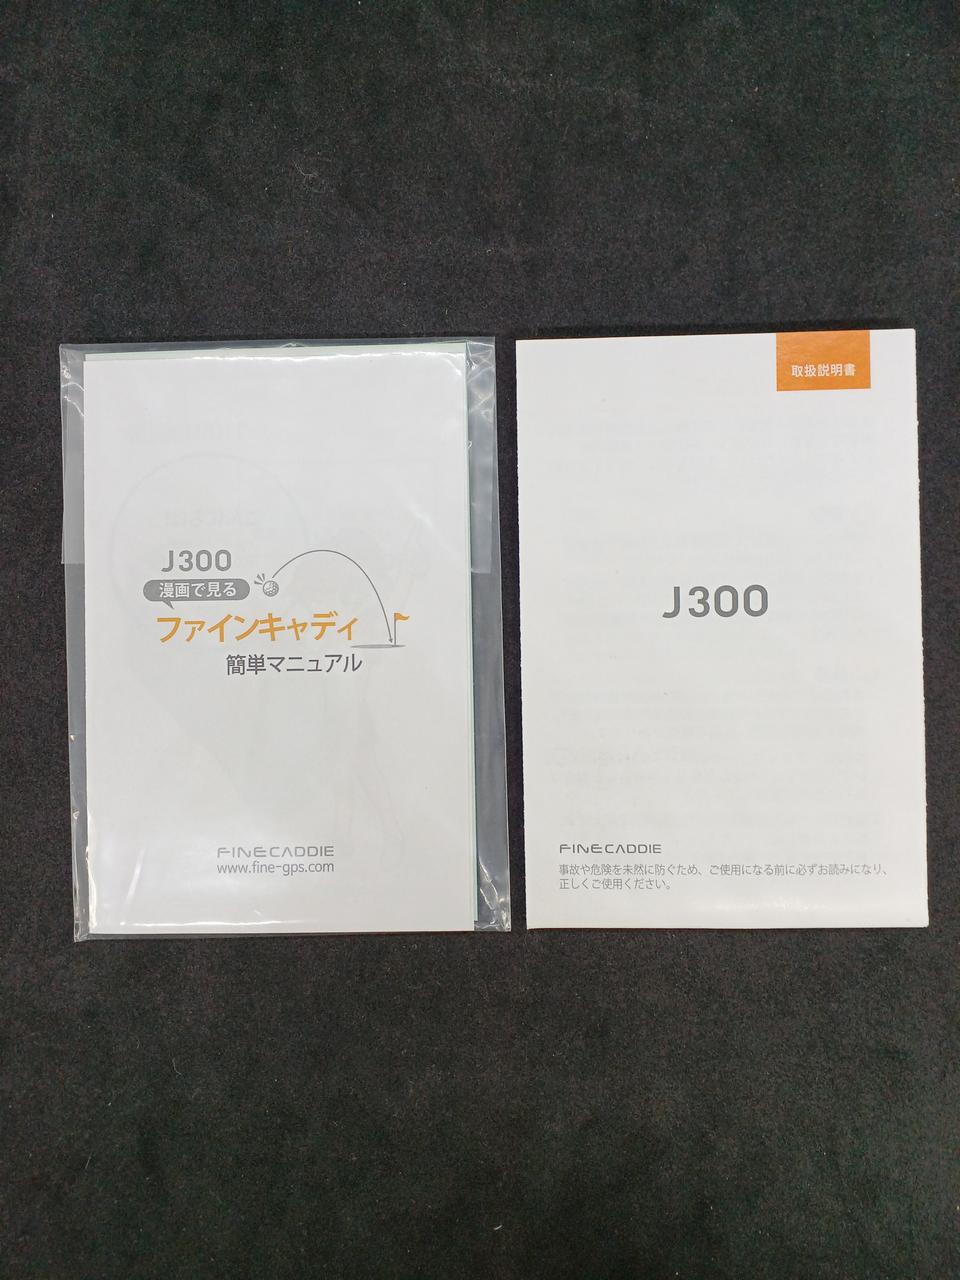 J300
漫画で見る
ファインキャディ
簡単マニュアル
FINECADDIE
www.fine-gps.com
取扱説明書
J300
FINECADDIE
事故や危険を未然に防ぐため、ご使用になる前に必ずお読みになり、
正しくご使用ください。